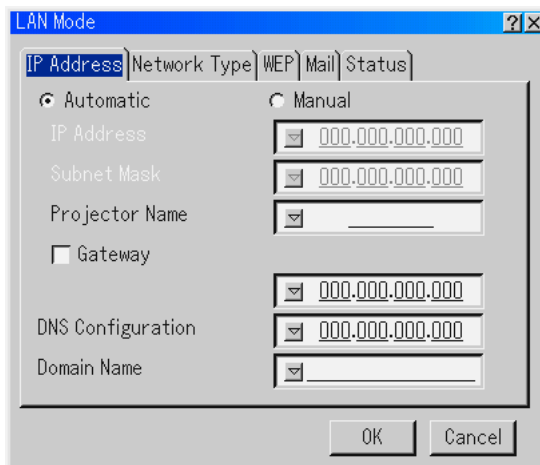 LAN Mode
IP Address Network Type WEP Mail Status
Automatic Manual
IP Address 000.000.000.000
Subnet Mask 000.000.000.000
Projector Name
Gateway
000.000.000.000
DNS Configuration 000.000.000.000
Domain Name
OK Cancel